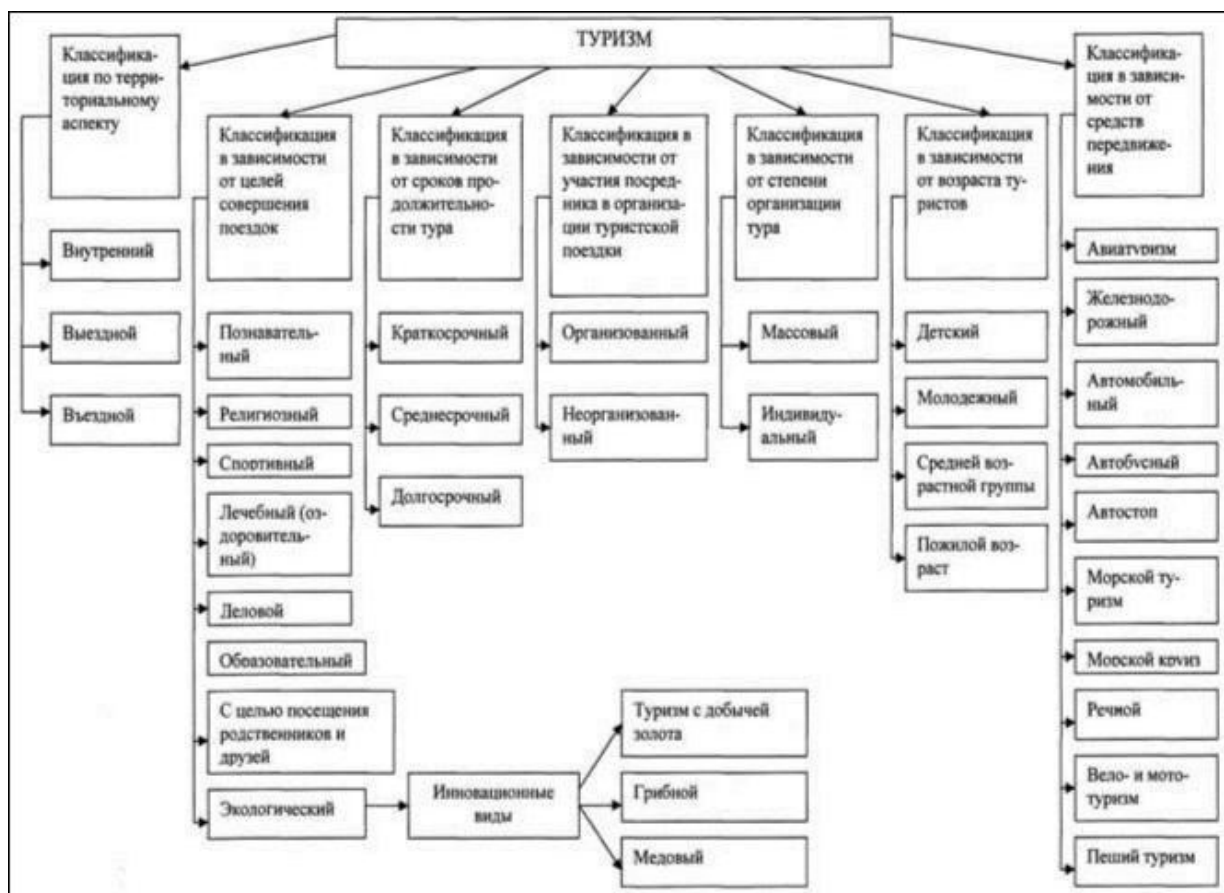 ТУРИЗМ
Классифика-
ция по терри-
ториальному
аспекту
Внутренний
Выездной
Въездной
Классификация
в зависимости
от целей
совершения
поездок
Познаватель-
ный
Религиозный
Спортивный
Лечебный (оз-
доровитель-
ный)
Деловой
Образовательный
С целью посещения
родственников и
друзей
Экологический
Инновационные
виды
Туризм с добычей
золота
Грибной
Медовый
Классификация
в зависимости
от сроков про-
должительно-
сти тура
Краткосрочный
Среднесрочный
Долгосрочный
Классификация в
зависимости от
участия посред-
ника в организа-
ции туристской
поездки
Организованный
Неорганизован-
ный
Классификация
в зависимости
от степени
организации
тура
Массовый
Индивиду-
альный
Классификация
в зависимости
от возраста ту-
ристов
Детский
Молодежный
Средней воз-
растной группы
Пожилой воз-
раст
Классифика-
ция в зависи-
мости от
средств
передвиже-
ния
Авиатуризм
Железнодо-
рожный
Автомобиль-
ный
Автобусный
Автостоп
Морской ту-
ризм
Морской круиз
Речной
Вело- и мото-
туризм
Пеший туризм